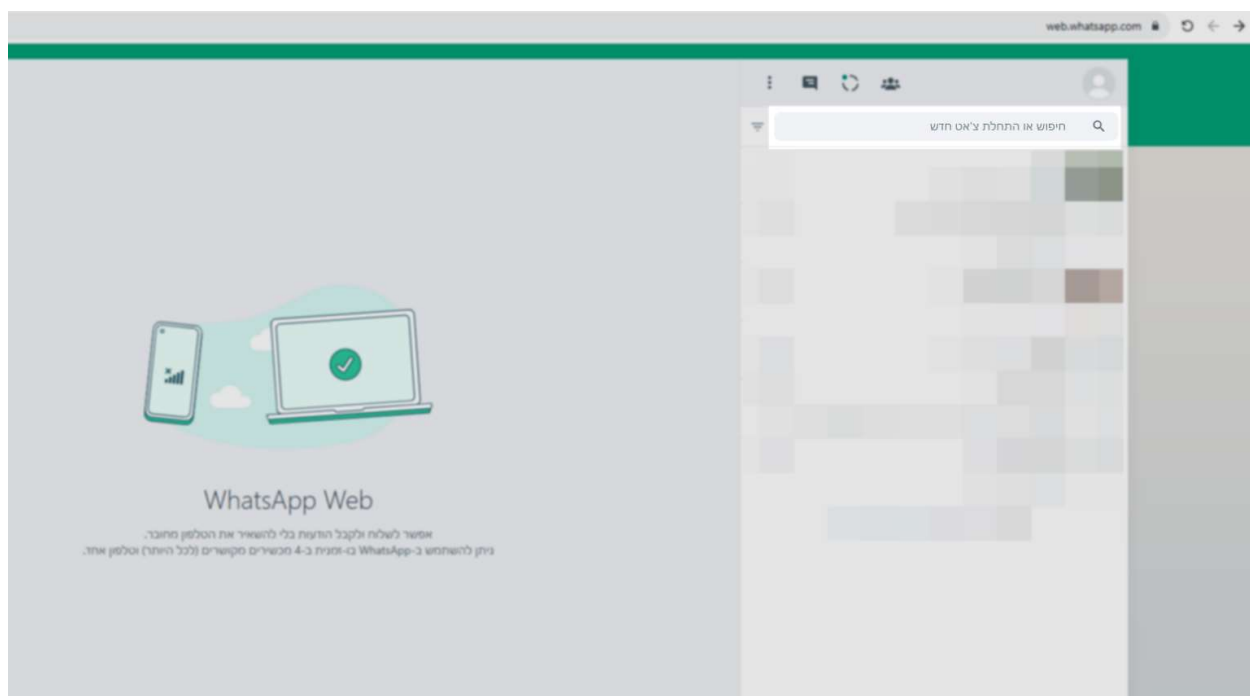 web.whatsapp.com
חיפוש או התחלת צ'אט חדש
WhatsApp Web
אפשר לשלוח ולקבל הודעות בלי להשאיר את הטלפון מחובר.
ניתן להשתמש ב-WhatsApp בו-זמנית ב-4 מכשירים מקושרים (לכל היותר) וטלפון אחד.